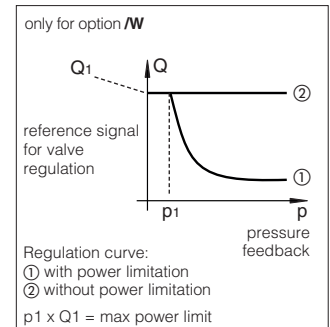 only for option /W
Q1
Q
②
reference signal
for valve
regulation
①
p1
p
pressure
feedback
Regulation curve:
① with power limitation
② without power limitation
p1 x Q1 = max power limit